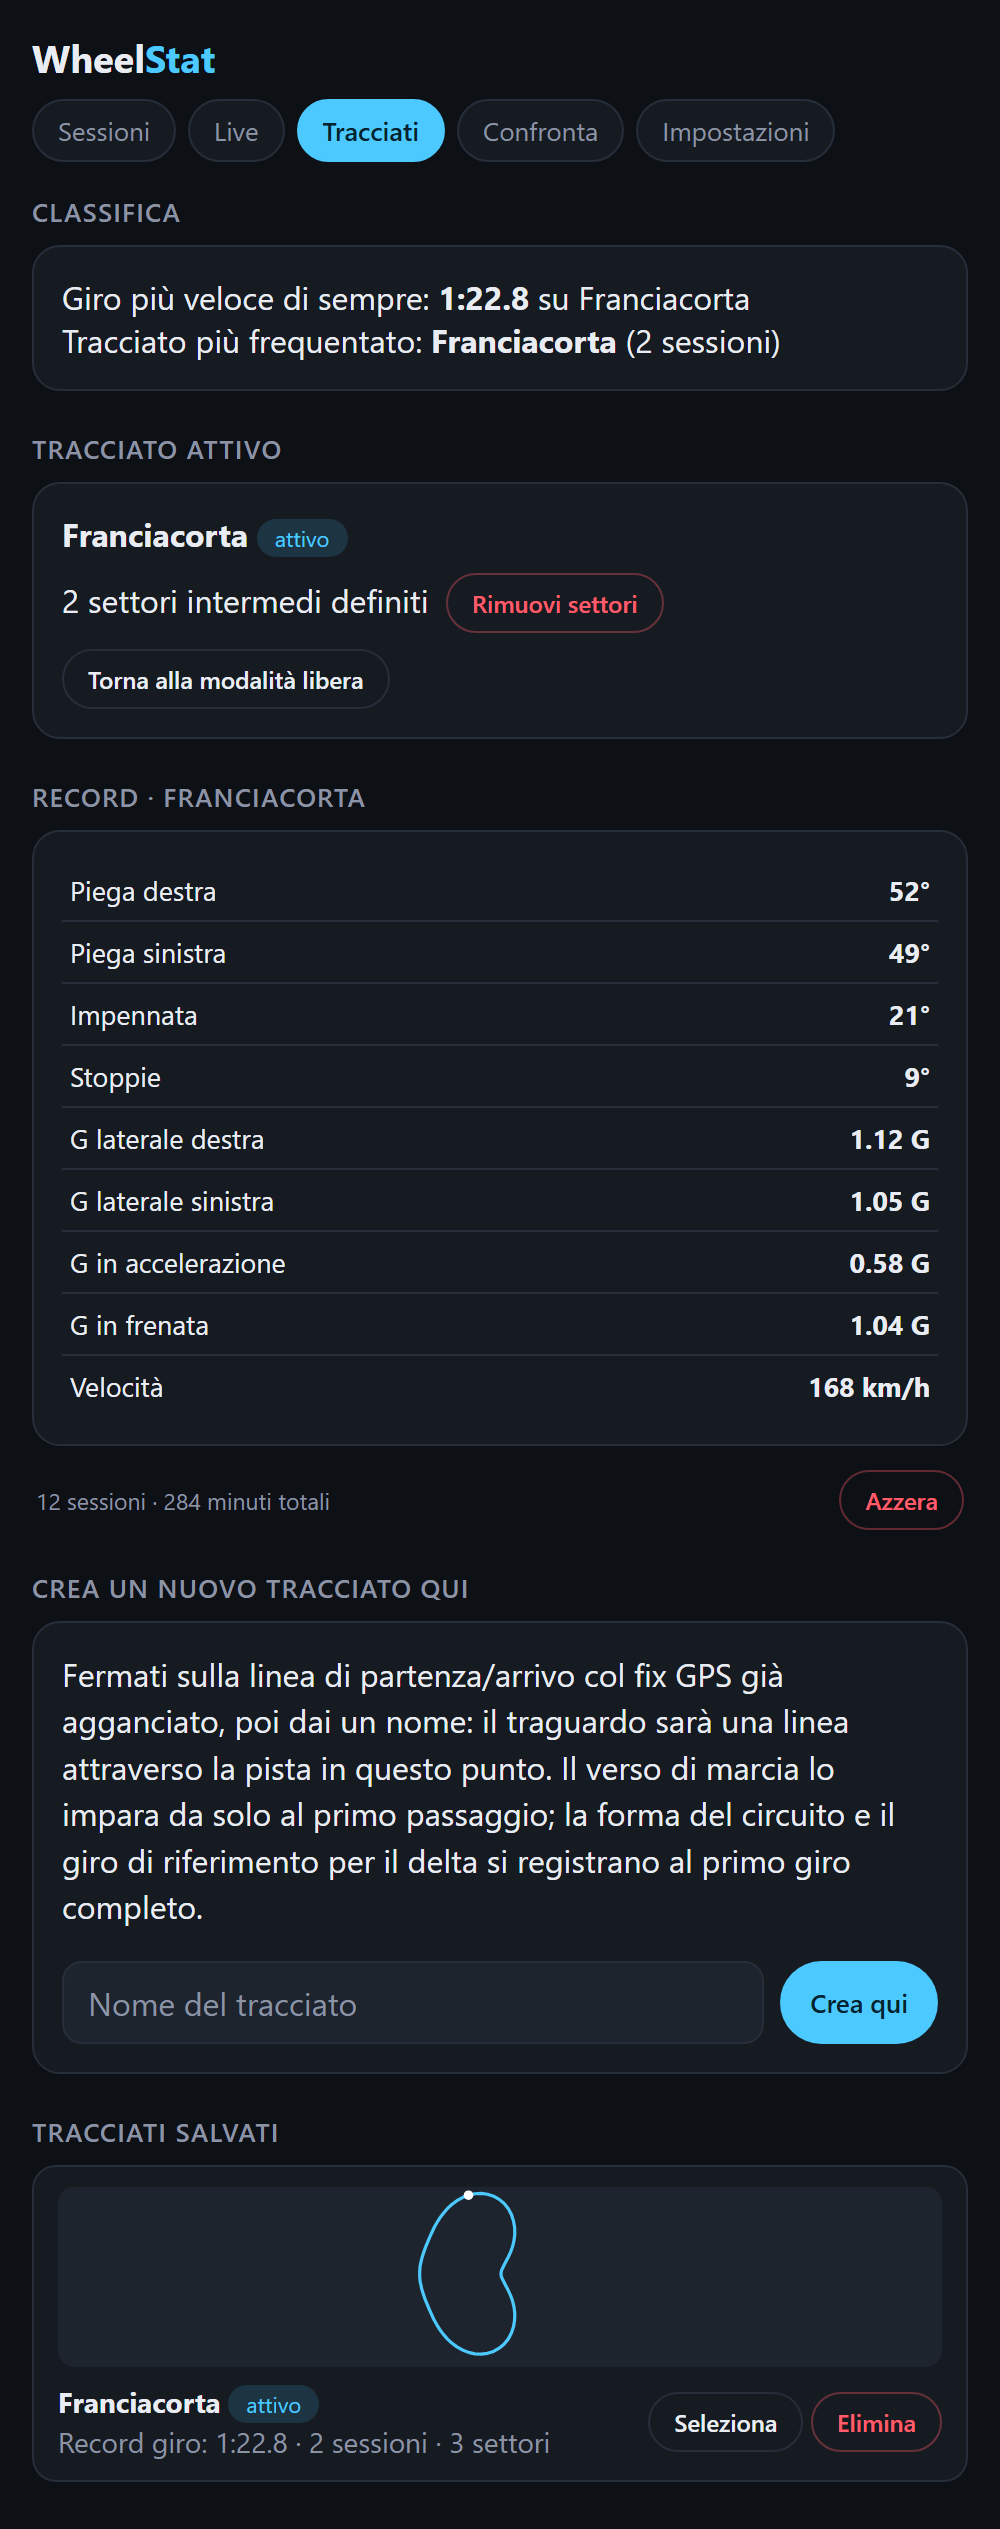 WheelStat
Sessioni Live Tracciati Confronta Impostazioni
CLASSIFICA
Giro più veloce di sempre: 1:22.8 su Franciacorta
Tracciato più frequentato: Franciacorta (2 sessioni)
TRACCIATO ATTIVO
Franciacorta attivo
2 settori intermedi definiti Rimuovi settori
Torna alla modalità libera
RECORD · FRANCIACORTA
Piega destra 52°
Piega sinistra 49°
Impennata 21°
Stoppie 9°
G laterale destra 1.12 G
G laterale sinistra 1.05 G
G in accelerazione 0.58 G
G in frenata 1.04 G
Velocità 168 km/h
12 sessioni · 284 minuti totali Azzera
CREA UN NUOVO TRACCIATO QUI
Fermati sulla linea di partenza/arrivo col fix GPS già
agganciato, poi dai un nome: il traguardo sarà una linea
attraverso la pista in questo punto. Il verso di marcia lo
impara da solo al primo passaggio; la forma del circuito e il
giro di riferimento per il delta si registrano al primo giro
completo.
Nome del tracciato Crea qui
TRACCIATI SALVATI
Franciacorta attivo
Record giro: 1:22.8 · 2 sessioni · 3 settori
Seleziona Elimina